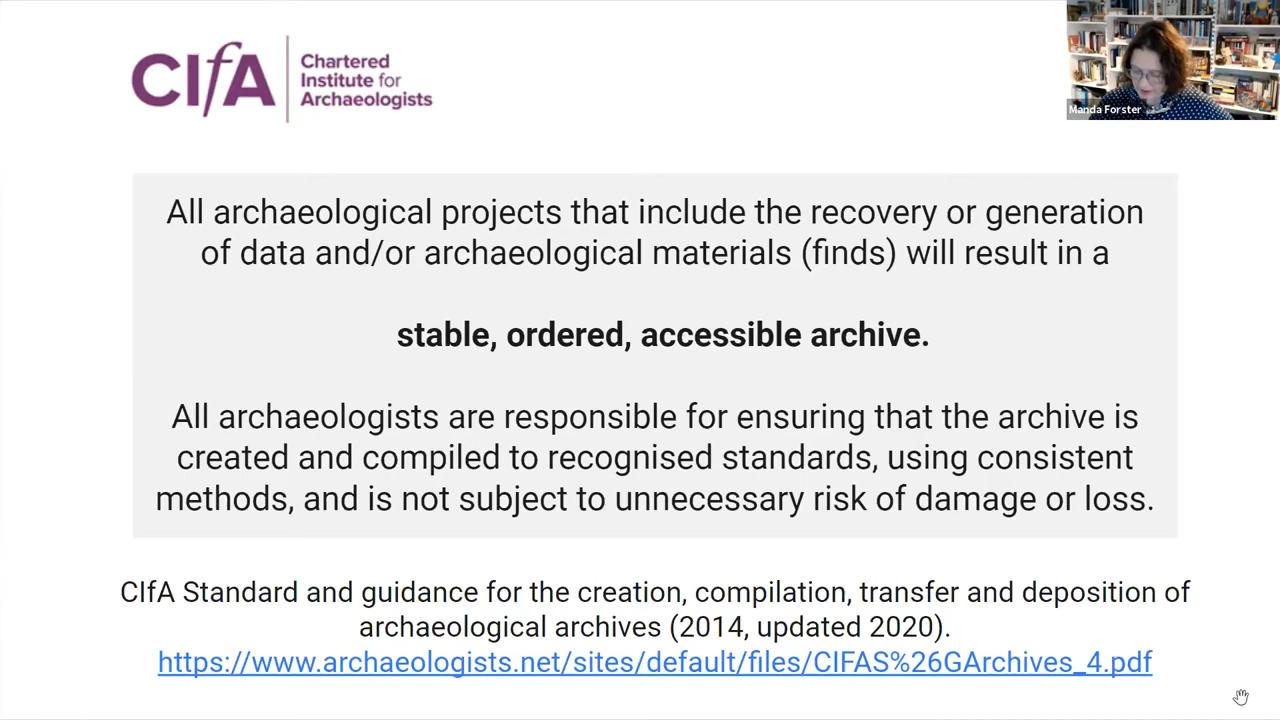 CIfA
Chartered
Institute for
Archaeologists
Manda Forster
All archaeological projects that include the recovery or generation
of data and/or archaeological materials (finds) will result in a
stable, ordered, accessible archive.
All archaeologists are responsible for ensuring that the archive is
created and compiled to recognised standards, using consistent
methods, and is not subject to unnecessary risk of damage or loss.
CIfA Standard and guidance for the creation, compilation, transfer and deposition of
archaeological archives (2014, updated 2020).
https://www.archaeologists.net/sites/default/files/CIFAS%26GArchives_4.pdf